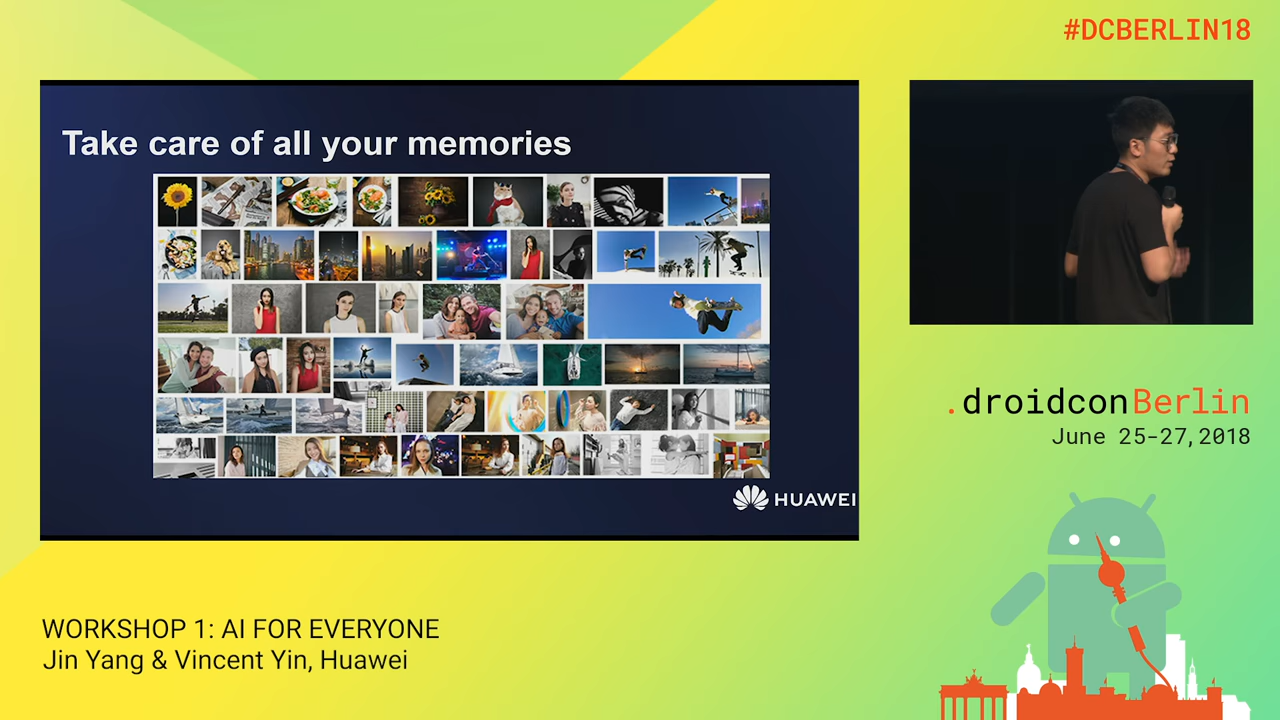 #DCBERLIN18
Take care of all your memories
HUAWEI
.droidconBerlin
June 25-27,2018
WORKSHOP 1: AI FOR EVERYONE
Jin Yang & Vincent Yin, Huawei